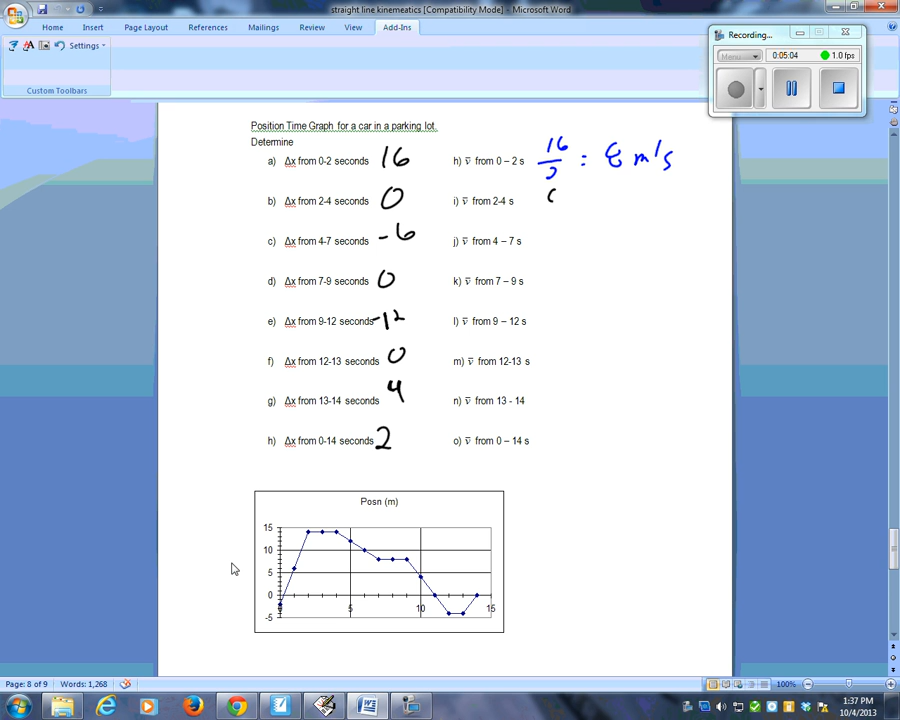 straight line kinemeatics [Compatibility Mode] - Microsoft Word
Home Insert Page Layout References Mailings Review View Add-Ins
Settings
Custom Toolbars
Recording...
Menu
0:05:04 1.0 fps
Position Time Graph for a car in a parking lot.
Determine
a) Δx from 0-2 seconds 16 h) v̅ from 0 – 2 s 16/2 = 8 m/s
b) Δx from 2-4 seconds 0 i) v̅ from 2-4 s
c) Δx from 4-7 seconds -6 j) v̅ from 4 – 7 s
d) Δx from 7-9 seconds 0 k) v̅ from 7 – 9 s
e) Δx from 9-12 seconds -12 l) v̅ from 9 – 12 s
f) Δx from 12-13 seconds 0 m) v̅ from 12-13 s
g) Δx from 13-14 seconds 4 n) v̅ from 13 - 14
h) Δx from 0-14 seconds 2 o) v̅ from 0 – 14 s
Posn (m)
15
10
5
0
-5
0 5 10 15
Page: 8 of 9 Words: 1,268 100%
1:37 PM
10/4/2013